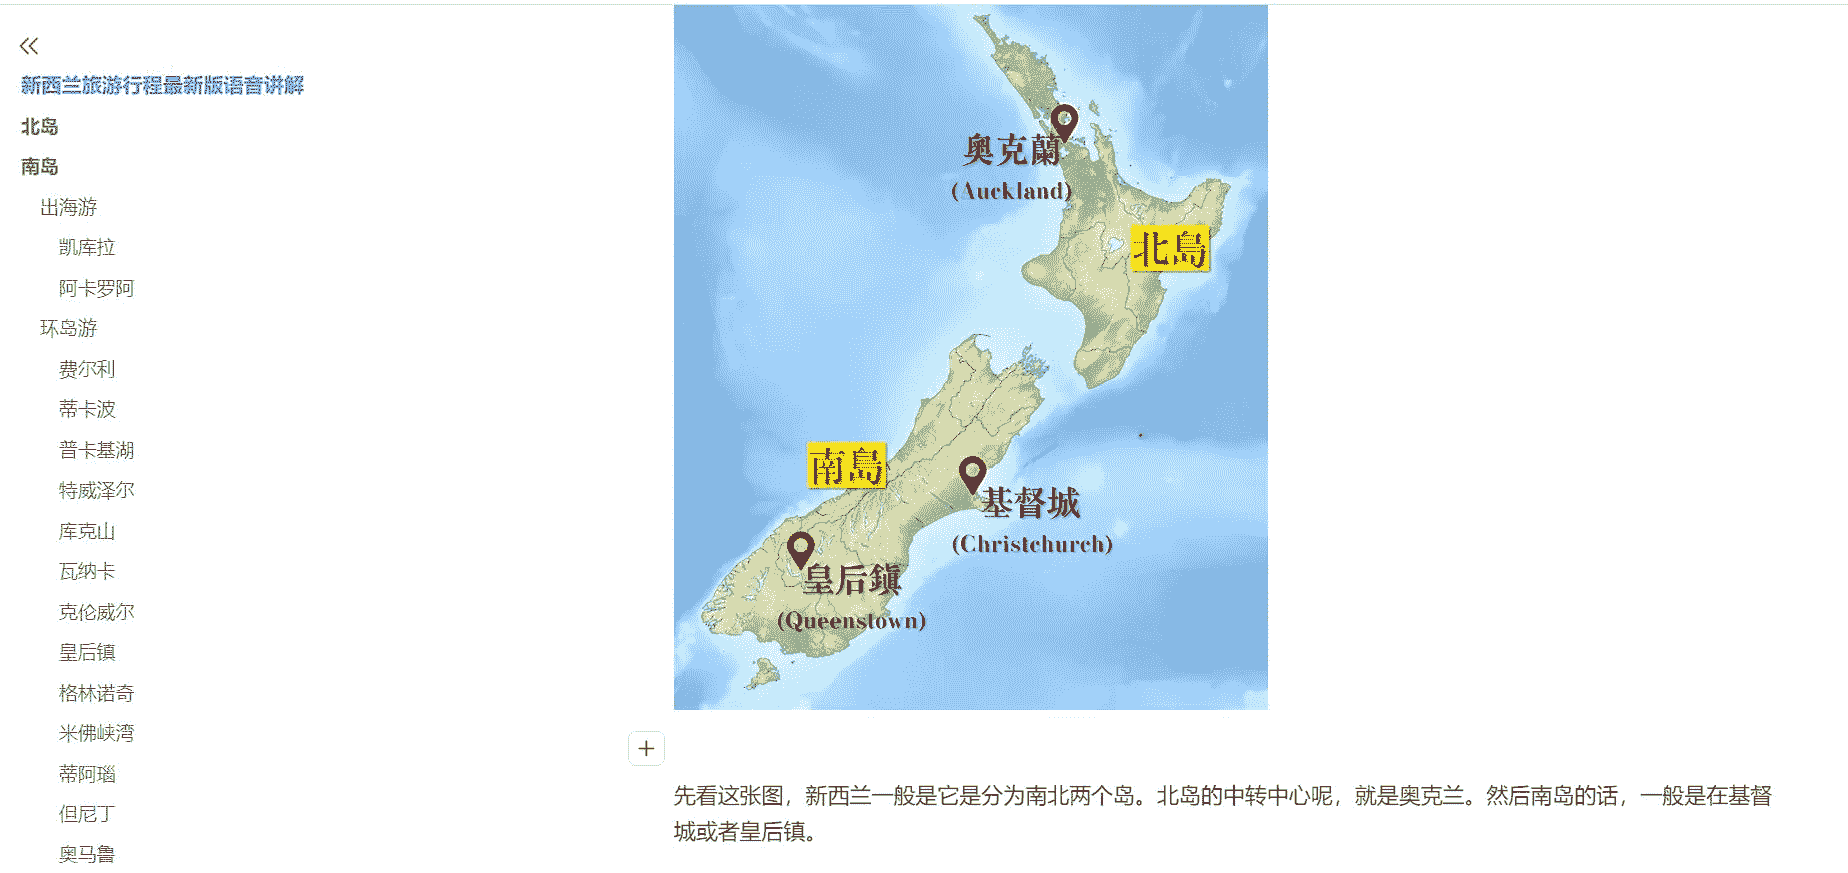 新西兰旅游行程最新版语音讲解
北岛
南岛
出海游
凯库拉
阿卡罗阿
环岛游
费尔利
蒂卡波
普卡基湖
特威泽尔
库克山
瓦纳卡
克伦威尔
皇后镇
格林诺奇
米佛峡湾
蒂阿瑙
但尼丁
奥马鲁
奧克蘭
(Auckland)
北島
南島
基督城
(Christchurch)
皇后鎮
(Queenstown)
先看这张图，新西兰一般是它是分为南北两个岛。北岛的中转中心呢，就是奥克兰。然后南岛的话，一般是在基督
城或者皇后镇。